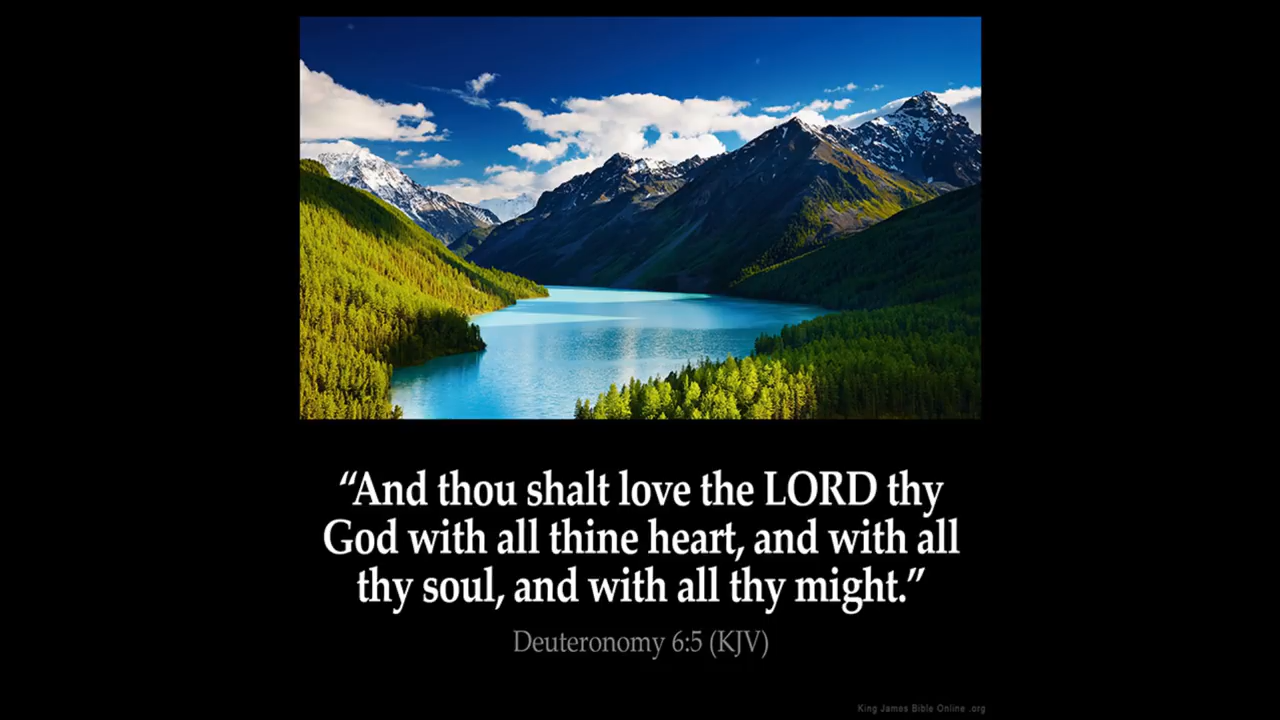 “And thou shalt love the LORD thy
God with all thine heart, and with all
thy soul, and with all thy might.”
Deuteronomy 6:5 (KJV)
King James Bible Online .org